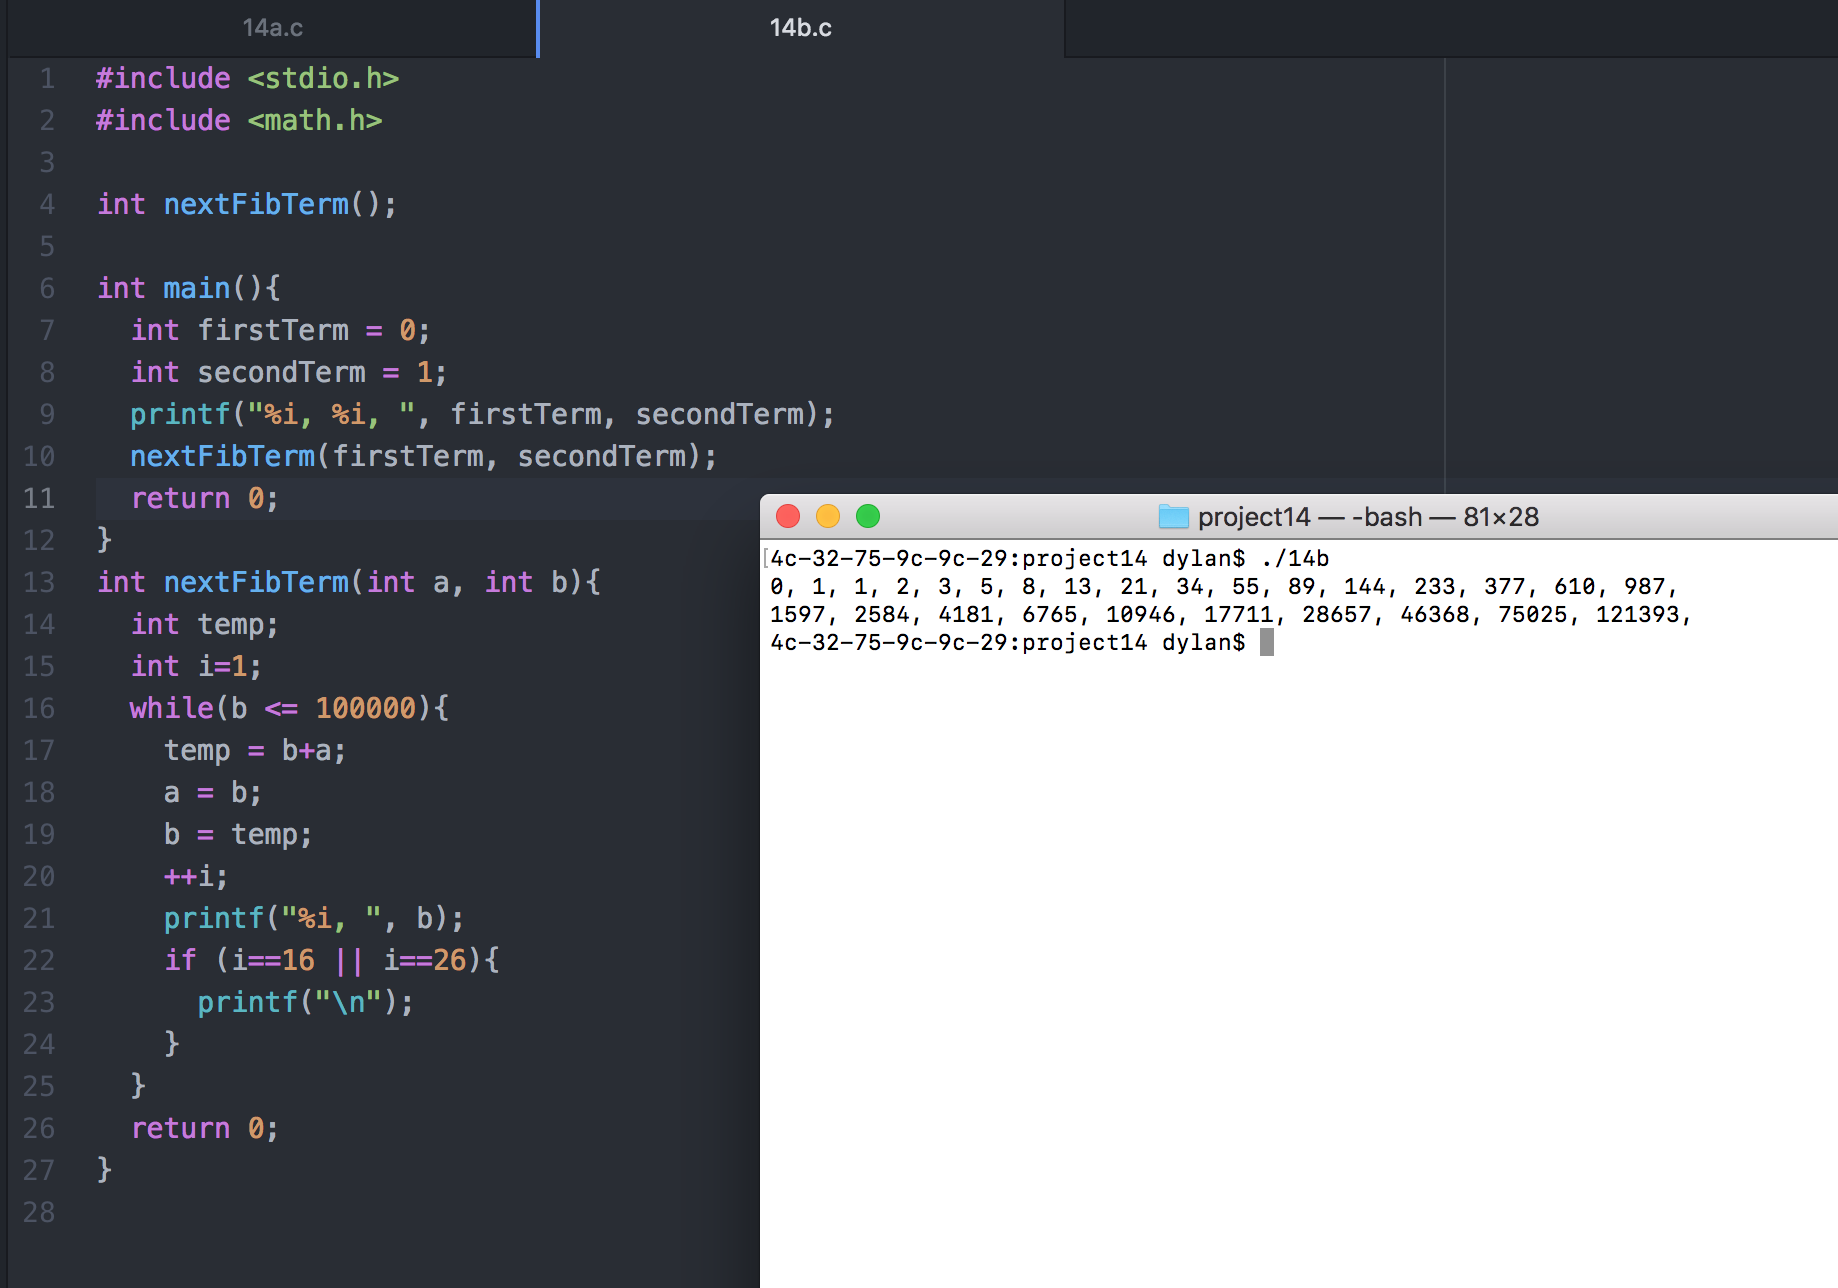 14a.c
14b.c
1 #include <stdio.h>
2 #include <math.h>
3
4 int nextFibTerm();
5
6 int main(){
7   int firstTerm = 0;
8   int secondTerm = 1;
9   printf("%i, %i, ", firstTerm, secondTerm);
10   nextFibTerm(firstTerm, secondTerm);
11   return 0;
12 }
13 int nextFibTerm(int a, int b){
14   int temp;
15   int i=1;
16   while(b <= 100000){
17     temp = b+a;
18     a = b;
19     b = temp;
20     ++i;
21     printf("%i, ", b);
22     if (i==16 || i==26){
23       printf("\n");
24     }
25   }
26   return 0;
27 }
28
project14 — -bash — 81×28
[4c-32-75-9c-9c-29:project14 dylan$ ./14b
0, 1, 1, 2, 3, 5, 8, 13, 21, 34, 55, 89, 144, 233, 377, 610, 987,
1597, 2584, 4181, 6765, 10946, 17711, 28657, 46368, 75025, 121393,
4c-32-75-9c-9c-29:project14 dylan$